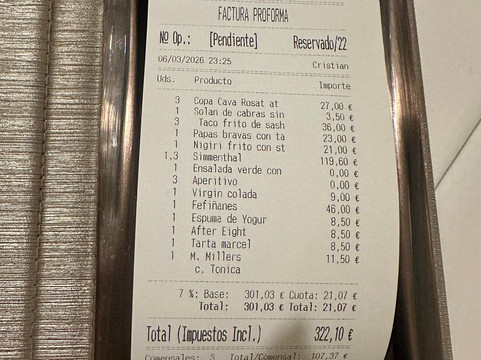 FACTURA PROFORMA
Nº Op.: [Pendiente] Reservado/22
06/03/2026 23:25 Cristian
Uds. Producto Importe
3 Copa Cava Rosat at 27,00 €
1 Solan de cabras sin 3,50 €
3 Taco frito de sash 36,00 €
1 Papas bravas con ta 23,00 €
1 Nigiri frito con st 21,00 €
1,3 Simmenthal 119,60 €
1 Ensalada verde con 0,00 €
3 Aperitivo 0,00 €
1 Virgin colada 9,00 €
1 Fefiñanes 46,00 €
1 Espuma de Yogur 8,50 €
1 After Eight 8,50 €
1 Tarta marcel 8,50 €
1 M. Millers 11,50 €
c. Tonica
7 %: Base: 301,03 € Cuota: 21,07 €
Total: 301,03 € Total: 21,07 €
Total (Impuestos Incl.) 322,10 €
Comensales: 3 Total/Comensal: 107,37 €